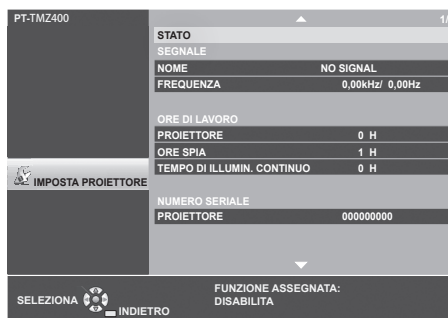 PT-TMZ400
1/
STATO
SEGNALE
NOME NO SIGNAL
FREQUENZA 0,00kHz/ 0,00Hz
ORE DI LAVORO
PROIETTORE 0 H
ORE SPIA 1 H
TEMPO DI ILLUMIN. CONTINUO 0 H
IMPOSTA PROIETTORE
NUMERO SERIALE
PROIETTORE 000000000
SELEZIONA
INDIETRO
FUNZIONE ASSEGNATA:
DISABILITA